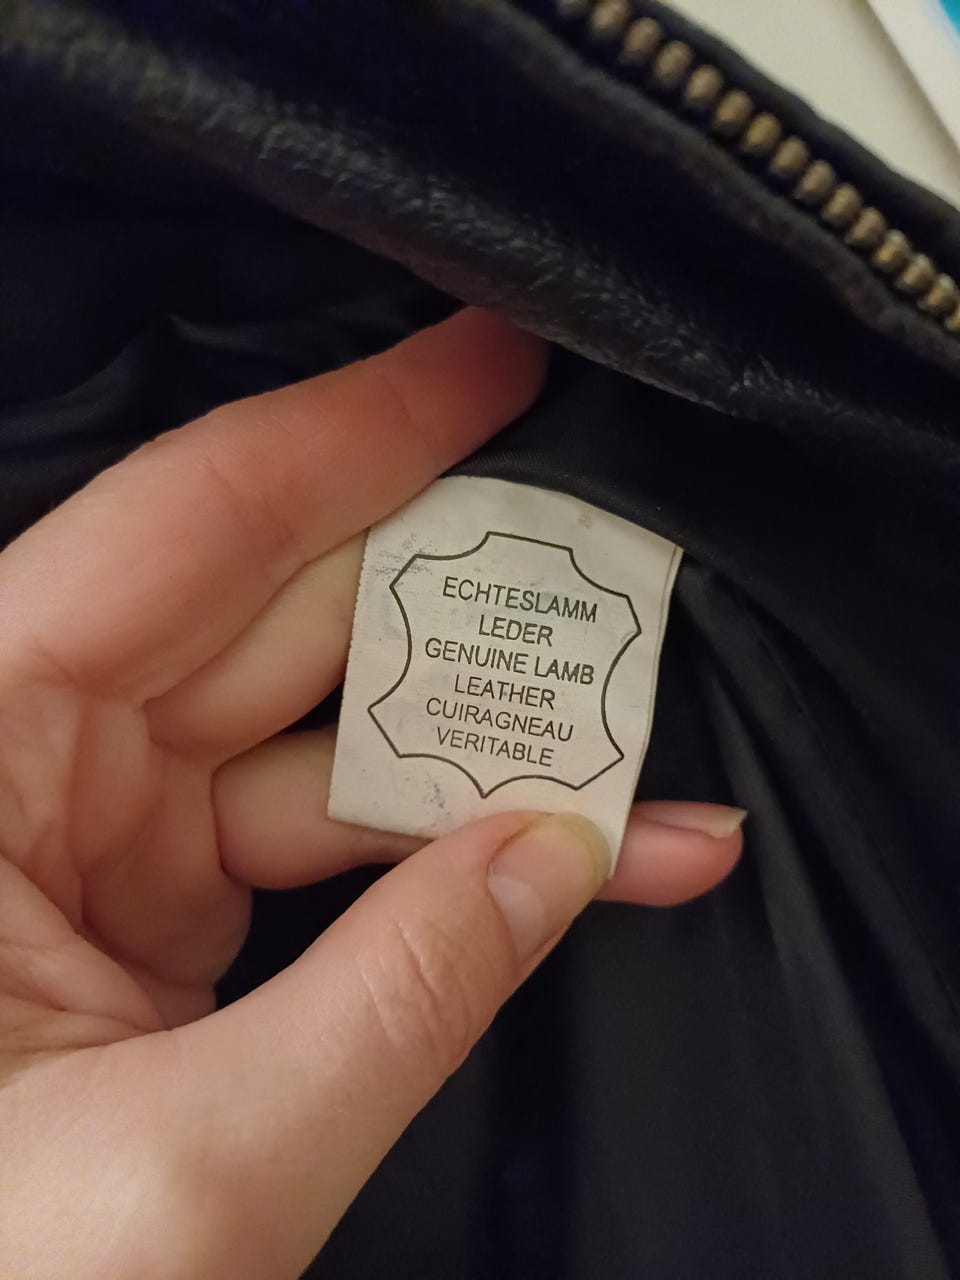 ECHTESLAMM
LEDER
GENUINE LAMB
LEATHER
CUIRAGNEAU
VERITABLE